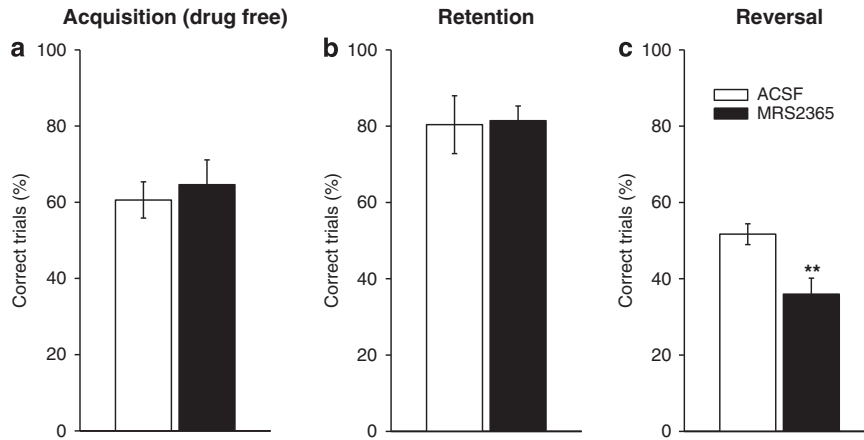 Acquisition (drug free)
a
100
80
60
40
20
0
Correct trials (%)
Retention
b
100
80
60
40
20
0
Correct trials (%)
Reversal
c
100
80
60
40
20
0
Correct trials (%)
ACSF
MRS2365
**